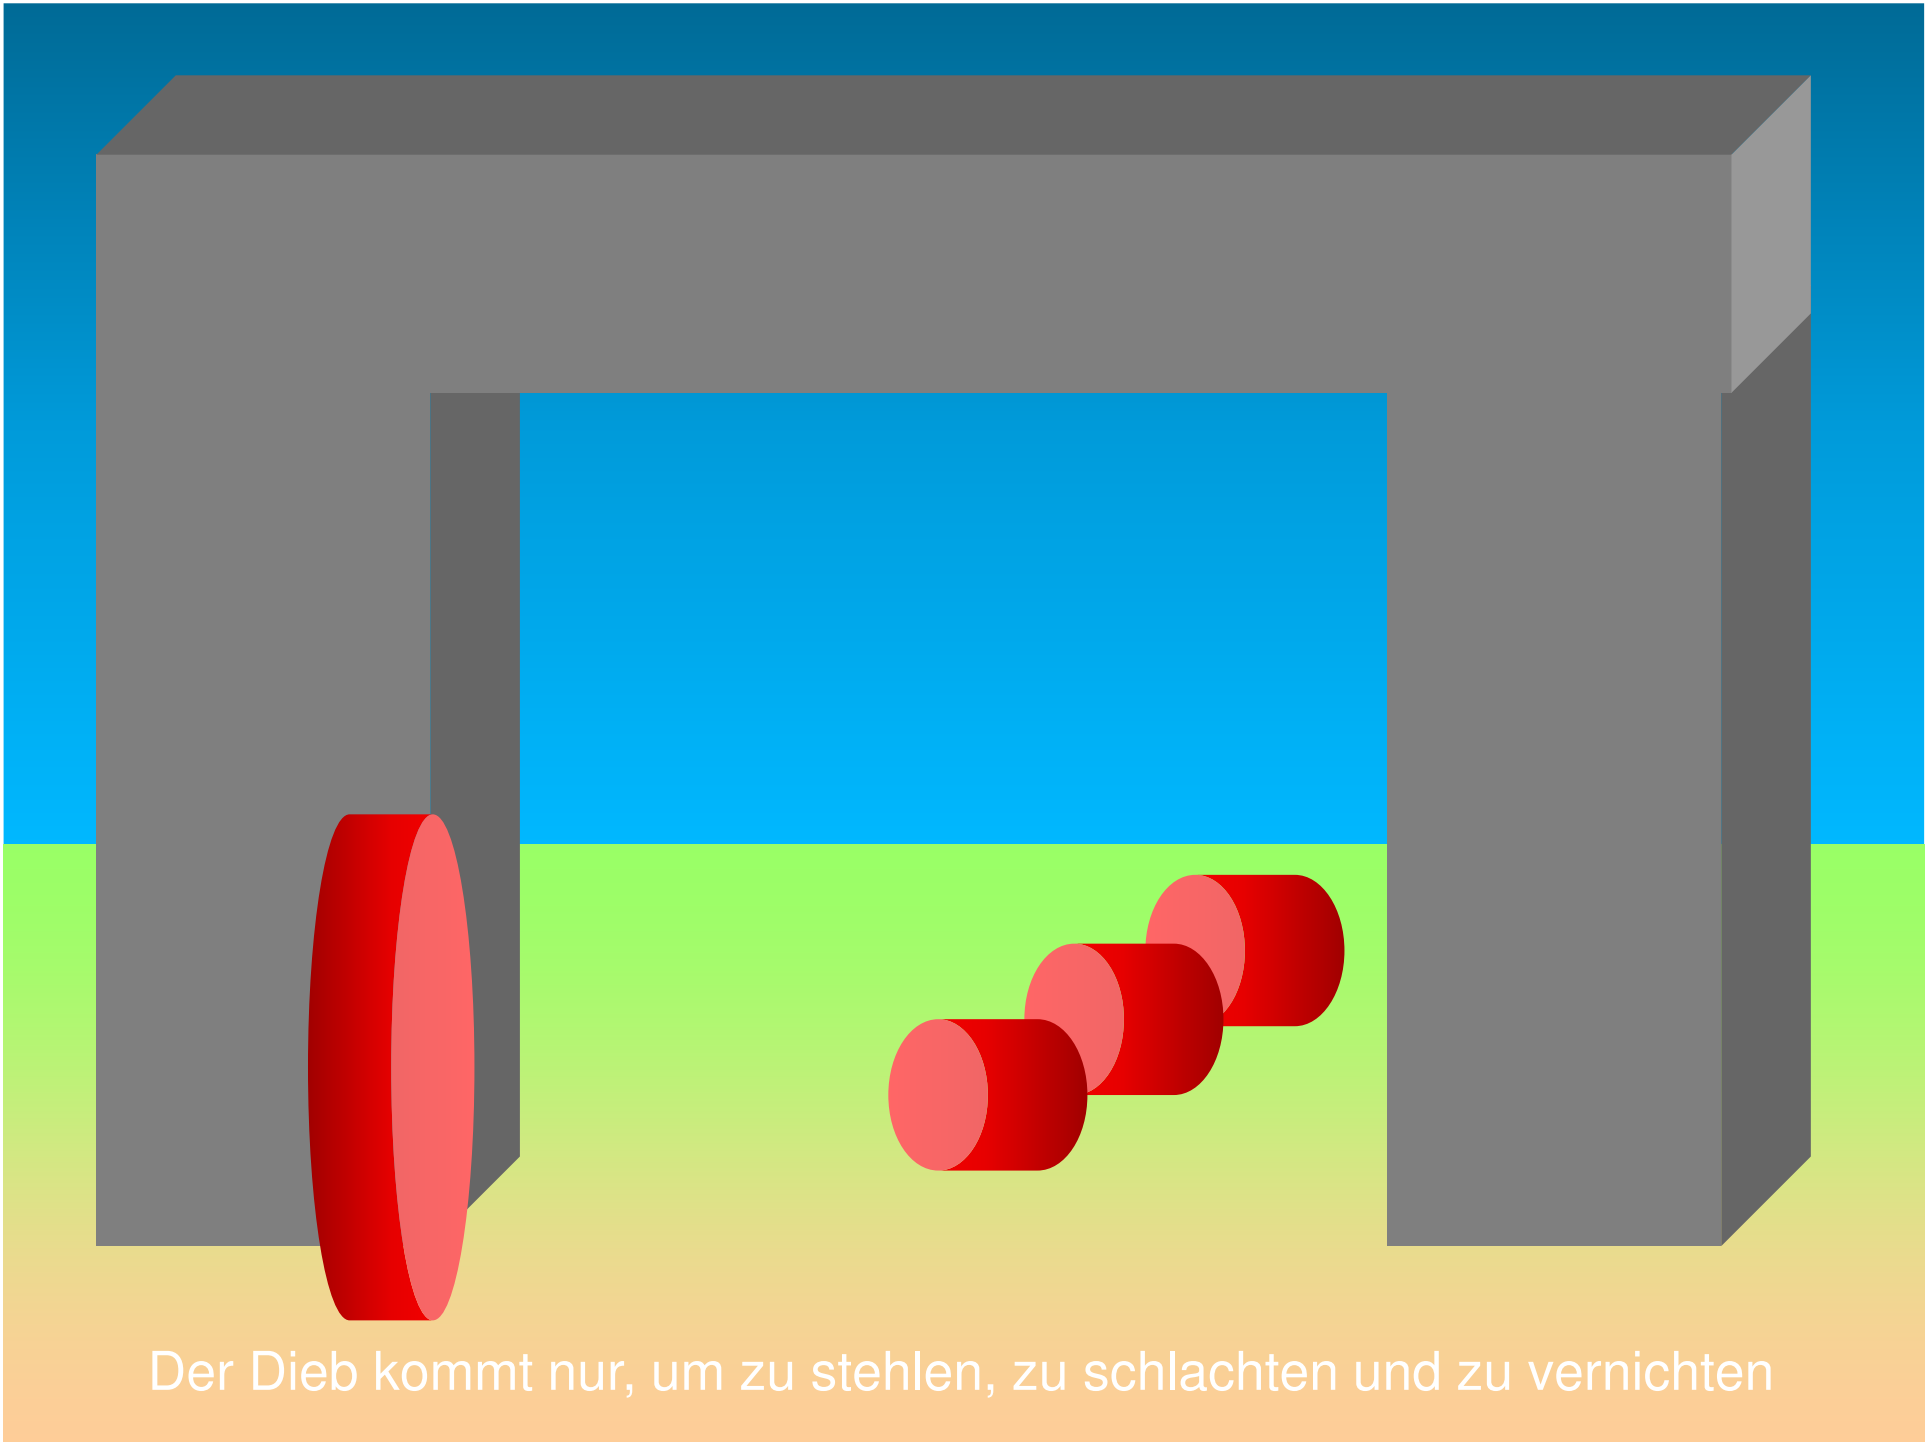 Der Dieb kommt nur, um zu stehlen, zu schlachten und zu vernichten